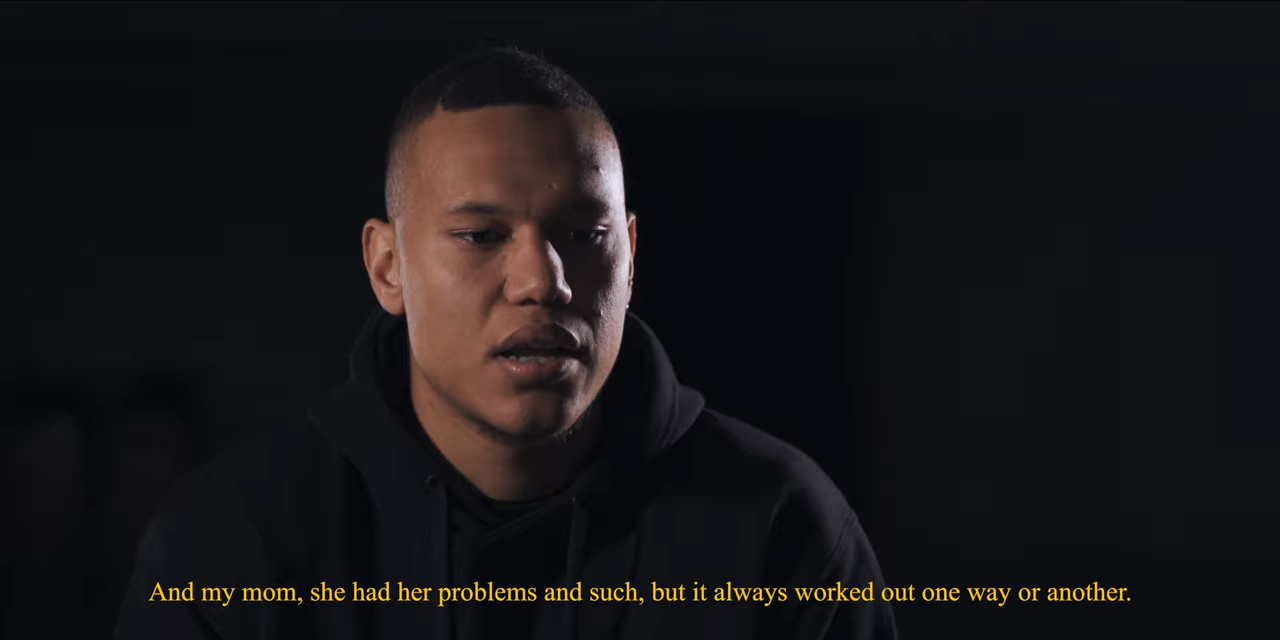 And my mom, she had her problems and such, but it always worked out one way or another.